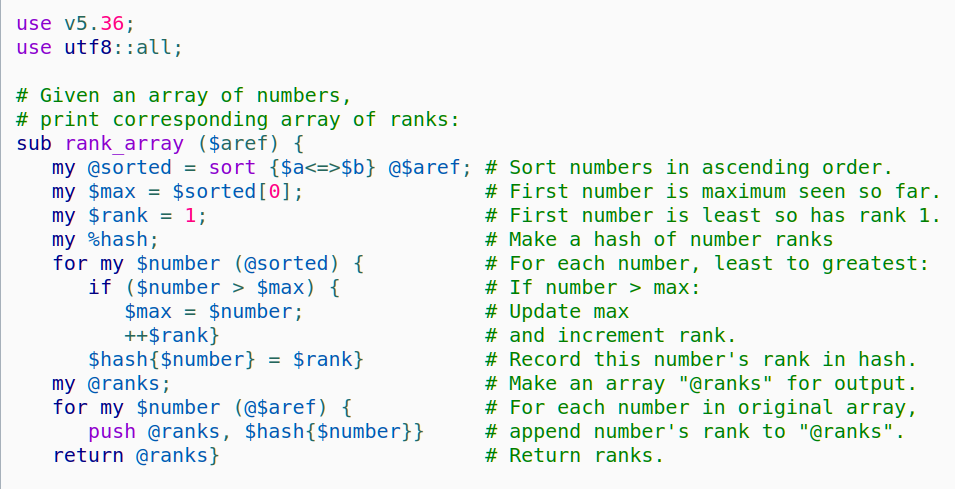 use v5.36;
use utf8::all;

# Given an array of numbers,
# print corresponding array of ranks:
sub rank_array ($aref) {
   my @sorted = sort {$a<=>$b} @$aref; # Sort numbers in ascending order.
   my $max = $sorted[0];               # First number is maximum seen so far.
   my $rank = 1;                       # First number is least so has rank 1.
   my %hash;                           # Make a hash of number ranks
   for my $number (@sorted) {          # For each number, least to greatest:
      if ($number > $max) {            # If number > max:
         $max = $number;               # Update max
         ++$rank}                      # and increment rank.
      $hash{$number} = $rank}          # Record this number's rank in hash.
   my @ranks;                          # Make an array "@ranks" for output.
   for my $number (@$aref) {           # For each number in original array,
      push @ranks, $hash{$number}}     # append number's rank to "@ranks".
   return @ranks}                      # Return ranks.